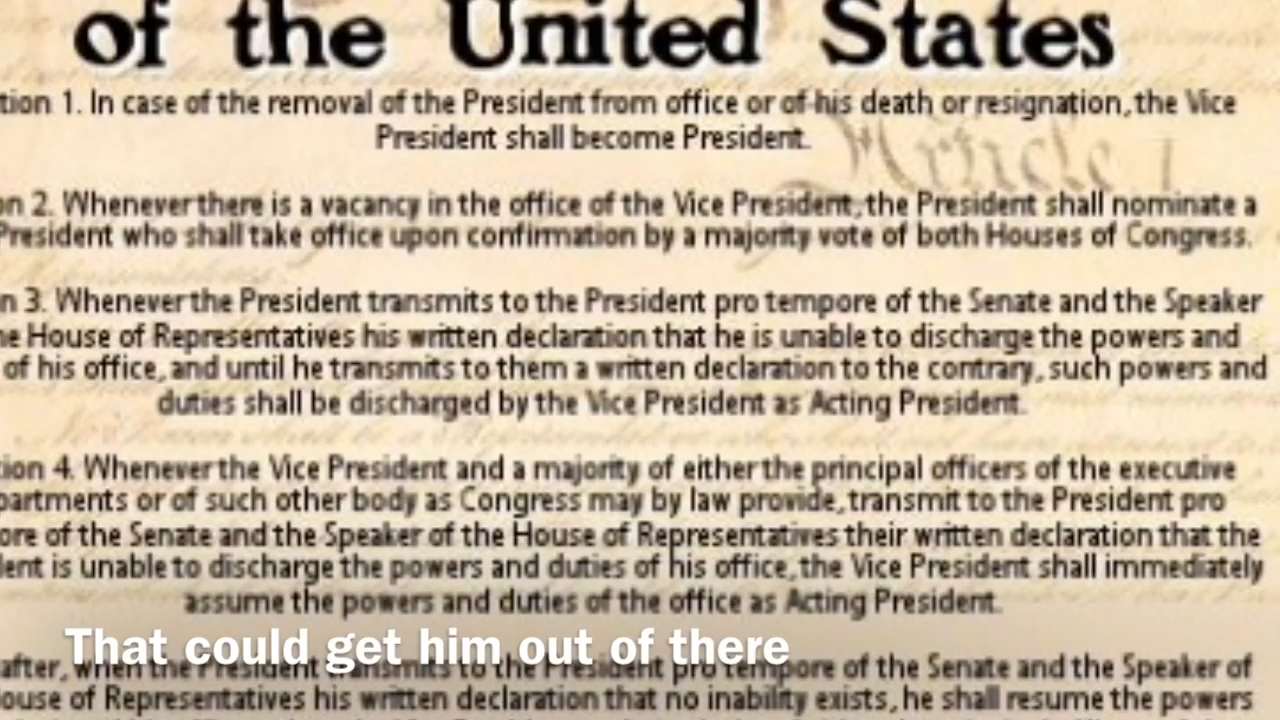 of the United States
tion 1. In case of the removal of the President from office or of his death or resignation, the Vice
President shall become President.
Article 1
on 2. Whenever there is a vacancy in the office of the Vice President, the President shall nominate a
President who shall take office upon confirmation by a majority vote of both Houses of Congress.
n 3. Whenever the President transmits to the President pro tempore of the Senate and the Speaker
he House of Representatives his written declaration that he is unable to discharge the powers and
of his office, and until he transmits to them a written declaration to the contrary, such powers and
duties shall be discharged by the Vice President as Acting President.
tion 4. Whenever the Vice President and a majority of either the principal officers of the executive
partments or of such other body as Congress may by law provide, transmit to the President pro
ore of the Senate and the Speaker of the House of Representatives their written declaration that the
dent is unable to discharge the powers and duties of his office, the Vice President shall immediately
assume the powers and duties of the office as Acting President.
That could get him out of there
after, when the President transmits to the President pro tempore of the Senate and the Speaker of
ouse of Representatives his written declaration that no inability exists, he shall resume the powers